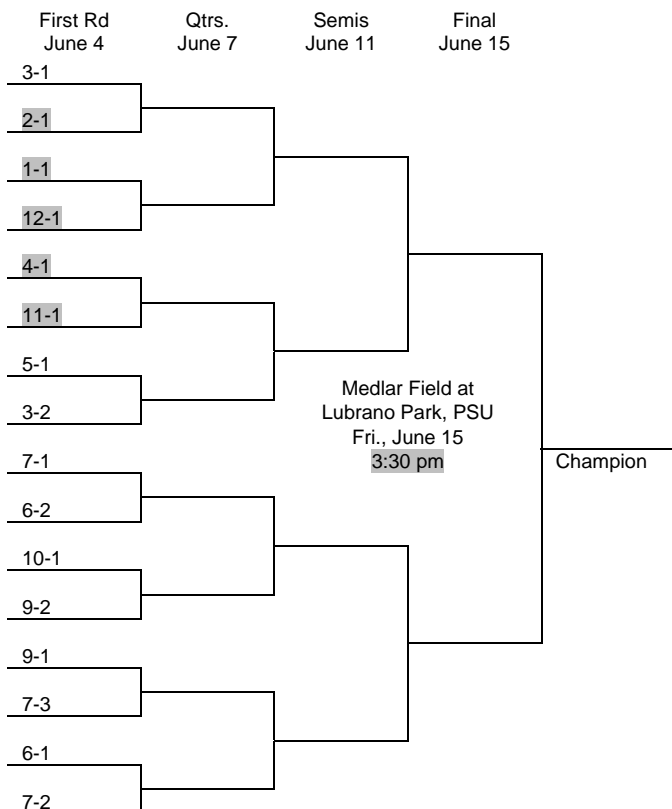 First Rd Qtrs. Semis Final
June 4 June 7 June 11 June 15
3-1
2-1
1-1
12-1
4-1
11-1
5-1
3-2
Medlar Field at
Lubrano Park, PSU
Fri., June 15
3:30 pm
Champion
7-1
6-2
10-1
9-2
9-1
7-3
6-1
7-2